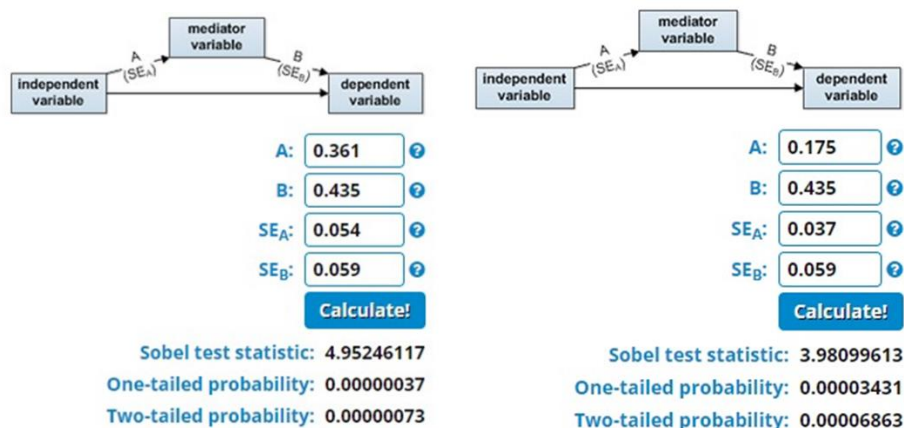 mediator
variable
A
(SEA)
B
(SEB)
independent
variable
dependent
variable
A: 0.361 ?
B: 0.435 ?
SEA: 0.054 ?
SEB: 0.059 ?
Calculate!
Sobel test statistic: 4.95246117
One-tailed probability: 0.00000037
Two-tailed probability: 0.00000073
mediator
variable
A
(SEA)
B
(SEB)
independent
variable
dependent
variable
A: 0.175 ?
B: 0.435 ?
SEA: 0.037 ?
SEB: 0.059 ?
Calculate!
Sobel test statistic: 3.98099613
One-tailed probability: 0.00003431
Two-tailed probability: 0.00006863